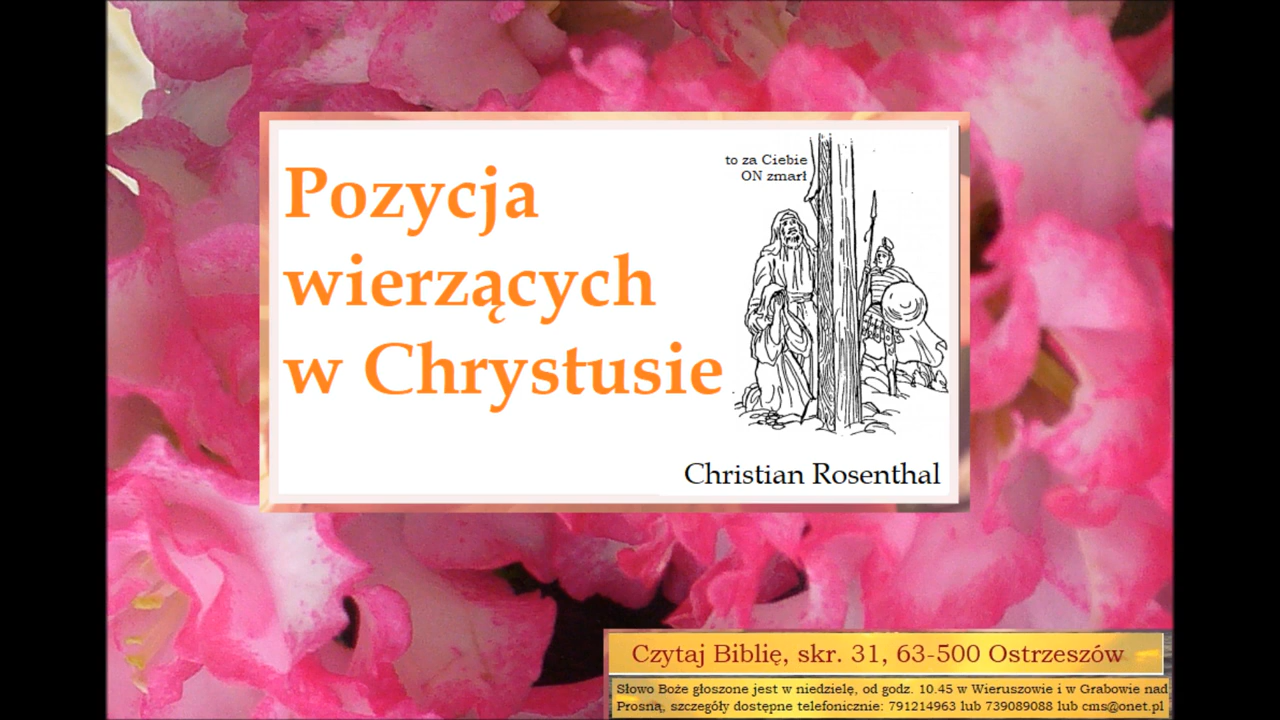 to za Ciebie
ON zmarł
Pozycja
wierzących
w Chrystusie
Christian Rosenthal
Czytaj Biblię, skr. 31, 63-500 Ostrzeszów
Słowo Boże głoszone jest w niedzielę, od godz. 10.45 w Wieruszowie i w Grabowie nad
Prosną, szczegóły dostępne telefonicznie: 791214963 lub 739089088 lub cms@onet.pl